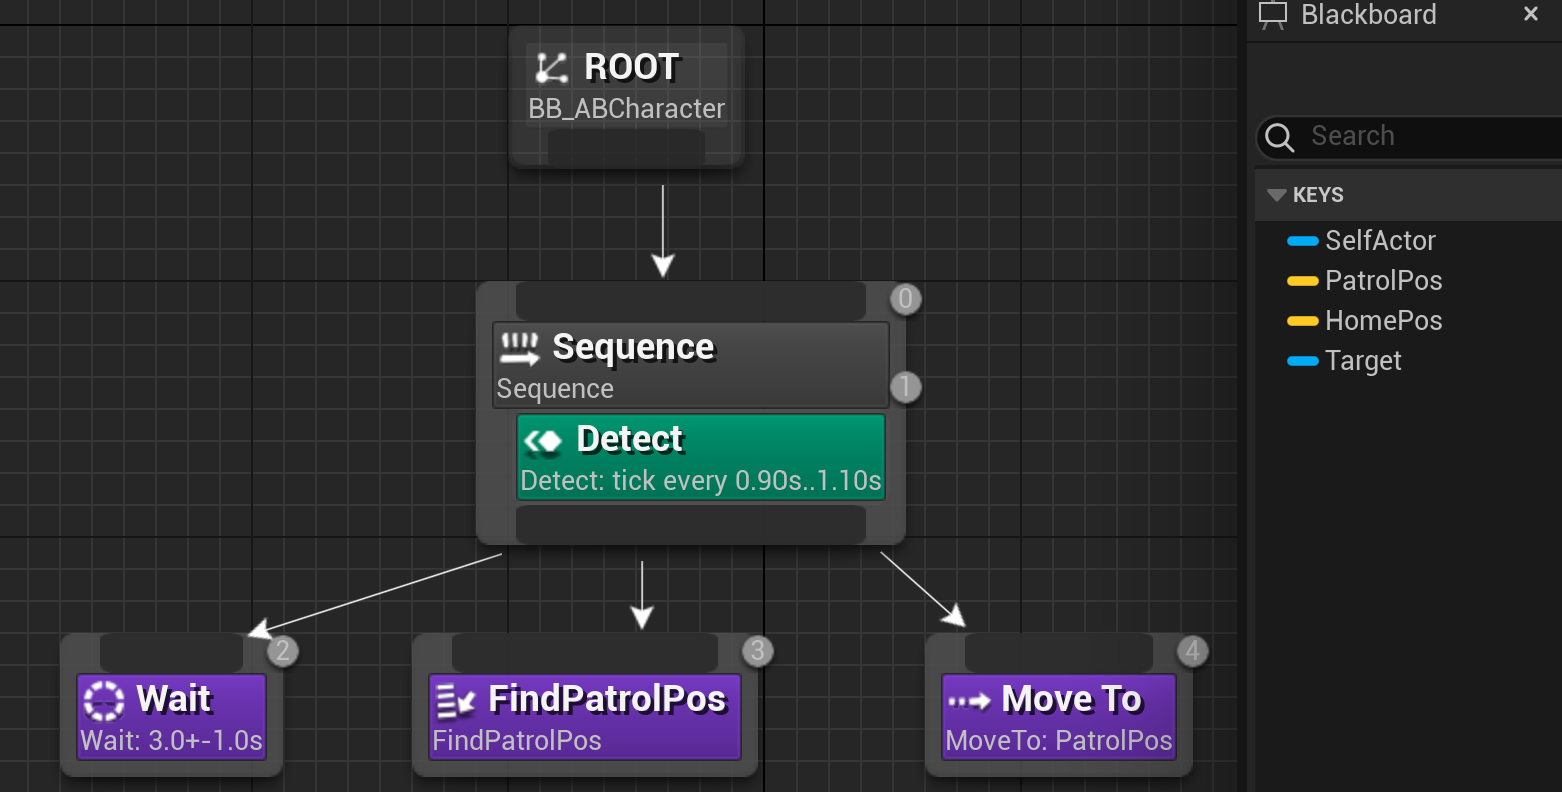 ROOT
BB_ABCharacter
0
Sequence
Sequence
1
Detect
Detect: tick every 0.90s..1.10s
2
Wait
Wait: 3.0+-1.0s
3
FindPatrolPos
FindPatrolPos
4
Move To
MoveTo: PatrolPos
Blackboard
Search
KEYS
SelfActor
PatrolPos
HomePos
Target